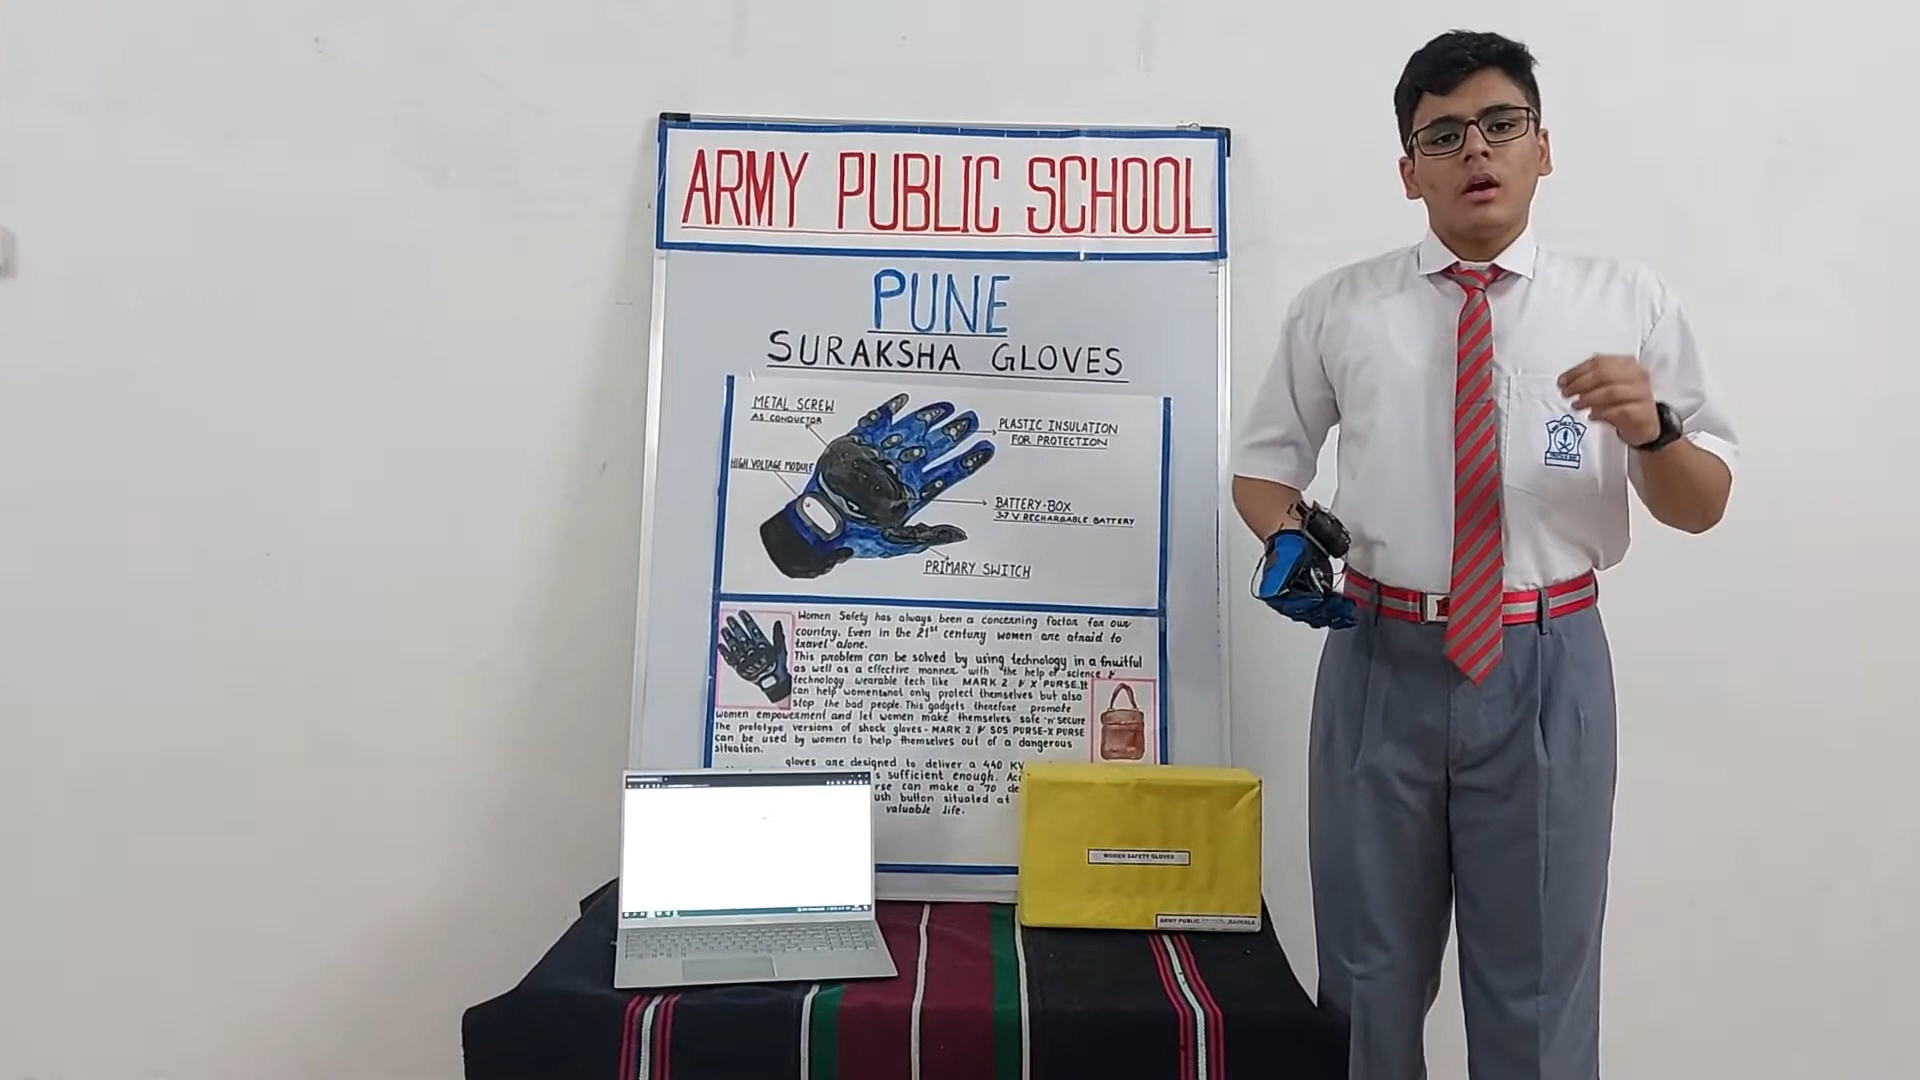 ARMY PUBLIC SCHOOL
PUNE
SURAKSHA GLOVES
METAL SCREW
AS CONDUCTOR
HIGH VOLTAGE MODULE
PLASTIC INSULATION
FOR PROTECTION
BATTERY-BOX
3.7 V RECHARGABLE BATTERY
PRIMARY SWITCH
Women Safety has always been a concerning factor for our
country. Even in the 21st century women are afraid to
travel alone.
This problem can be solved by using technology in a fruitful
as well as a effective manner with the help of science &
technology wearable tech like MARK 2 & X PURSE. It
can help women not only protect themselves but also
stop the bad people. This gadgets therefore promote
women empowerment and let women make themselves safe 'n' secure
The prototype versions of shock gloves - MARK 2 & SOS PURSE-X PURSE
can be used by women to help themselves out of a dangerous
situation.
gloves are designed to deliver a 440 KV
s sufficient enough.
rse can make a 70 de
ush button situated at
valuable life.
WOMEN SAFETY GLOVES
ARMY PUBLIC